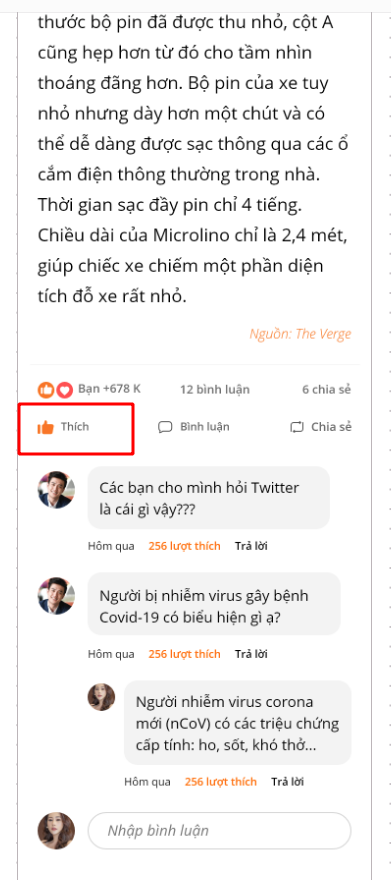 thước bộ pin đã được thu nhỏ, cột A
cũng hẹp hơn từ đó cho tầm nhìn
thoáng đãng hơn. Bộ pin của xe tuy
nhỏ nhưng dày hơn một chút và có
thể dễ dàng được sạc thông qua các ổ
cắm điện thông thường trong nhà.
Thời gian sạc đầy pin chỉ 4 tiếng.
Chiều dài của Microlino chỉ là 2,4 mét,
giúp chiếc xe chiếm một phần diện
tích đỗ xe rất nhỏ.
Nguồn: The Verge
Bạn +678 K 12 bình luận 6 chia sẻ
Thích Bình luận Chia sẻ
Các bạn cho mình hỏi Twitter
là cái gì vậy???
Hôm qua 256 lượt thích Trả lời
Người bị nhiễm virus gây bệnh
Covid-19 có biểu hiện gì ạ?
Hôm qua 256 lượt thích Trả lời
Người nhiễm virus corona
mới (nCoV) có các triệu chứng
cấp tính: ho, sốt, khó thở...
Hôm qua 256 lượt thích Trả lời
Nhập bình luận